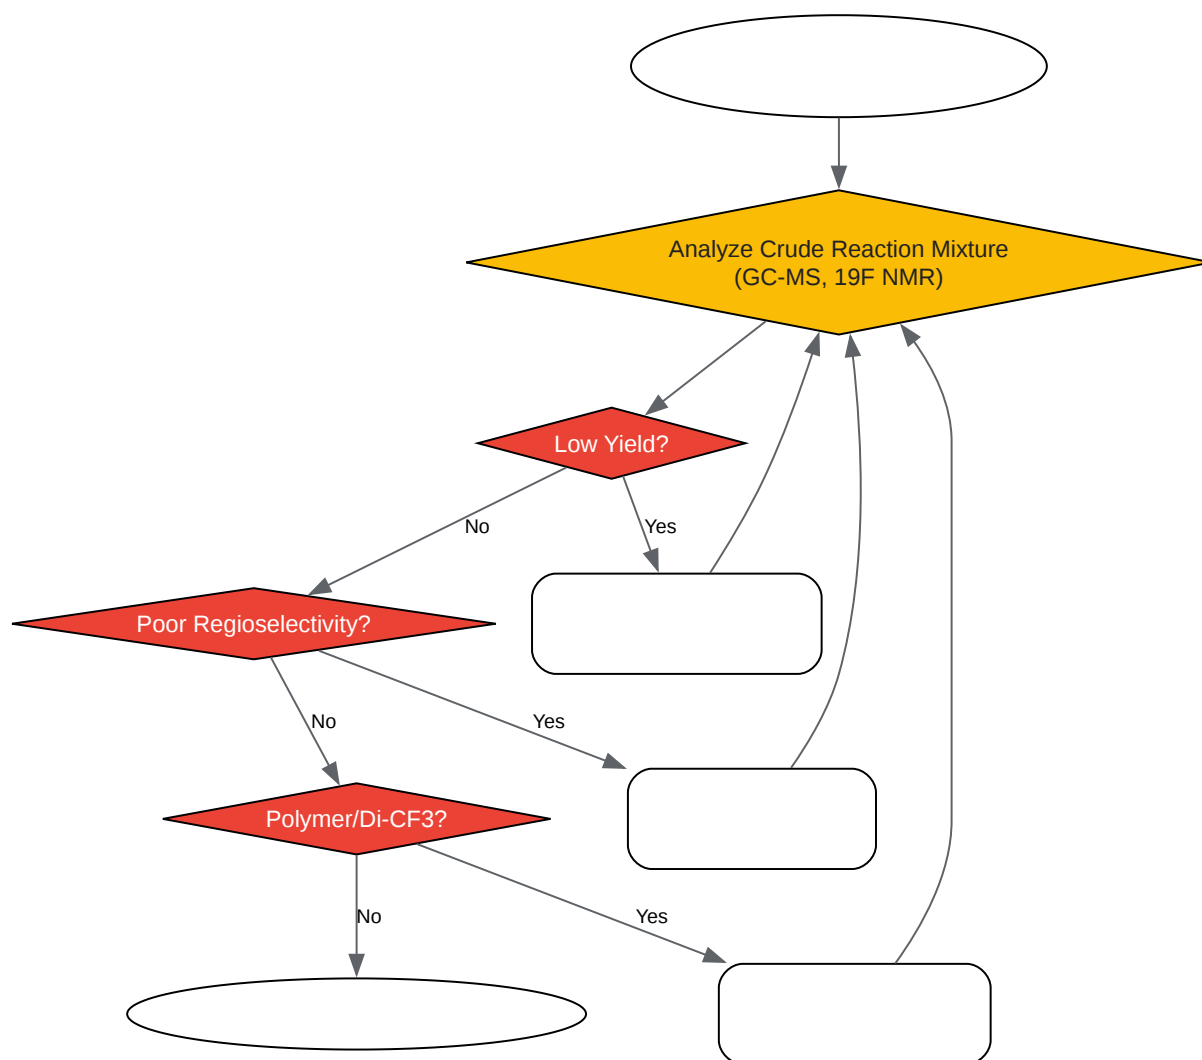 Analyze Crude Reaction Mixture
(GC-MS, 19F NMR)
Low Yield?
No
Yes
Poor Regioselectivity?
No
Yes
Polymer/Di-CF3?
No
Yes